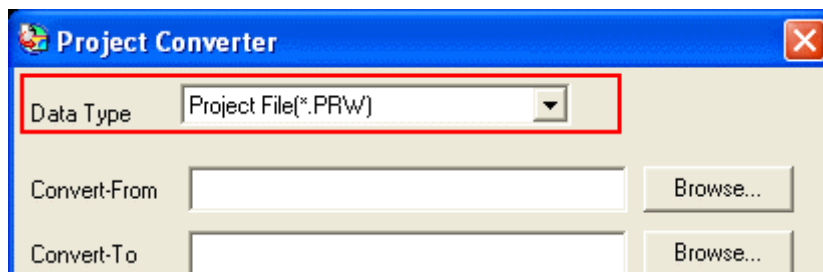 Project Converter
Data Type Project File(*.PRW)
Convert-From Browse...
Convert-To Browse...